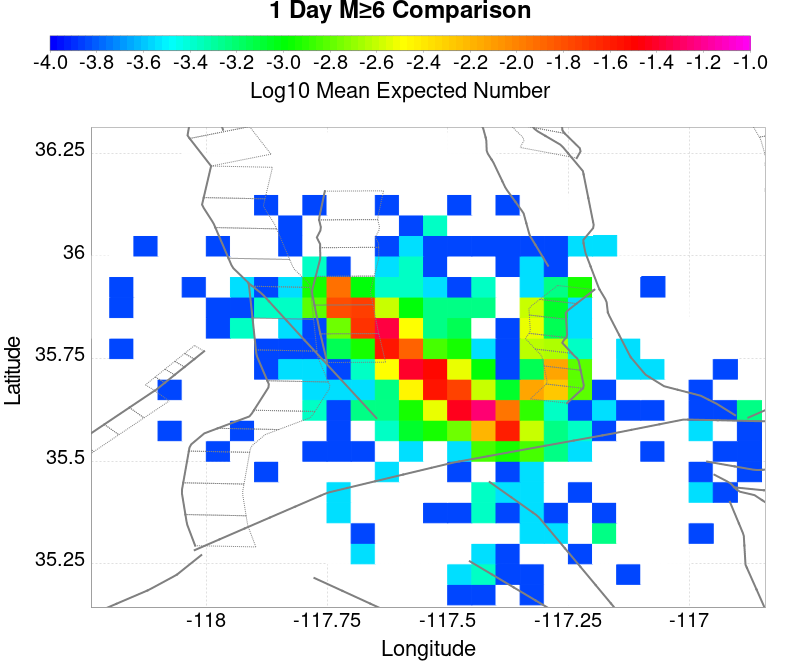 1 Day M≥6 Comparison
-4.0 -3.8 -3.6 -3.4 -3.2 -3.0 -2.8 -2.6 -2.4 -2.2 -2.0 -1.8 -1.6 -1.4 -1.2 -1.0
Log10 Mean Expected Number
36.25
36
35.75
35.5
35.25
Latitude
-118 -117.75 -117.5 -117.25 -117
Longitude